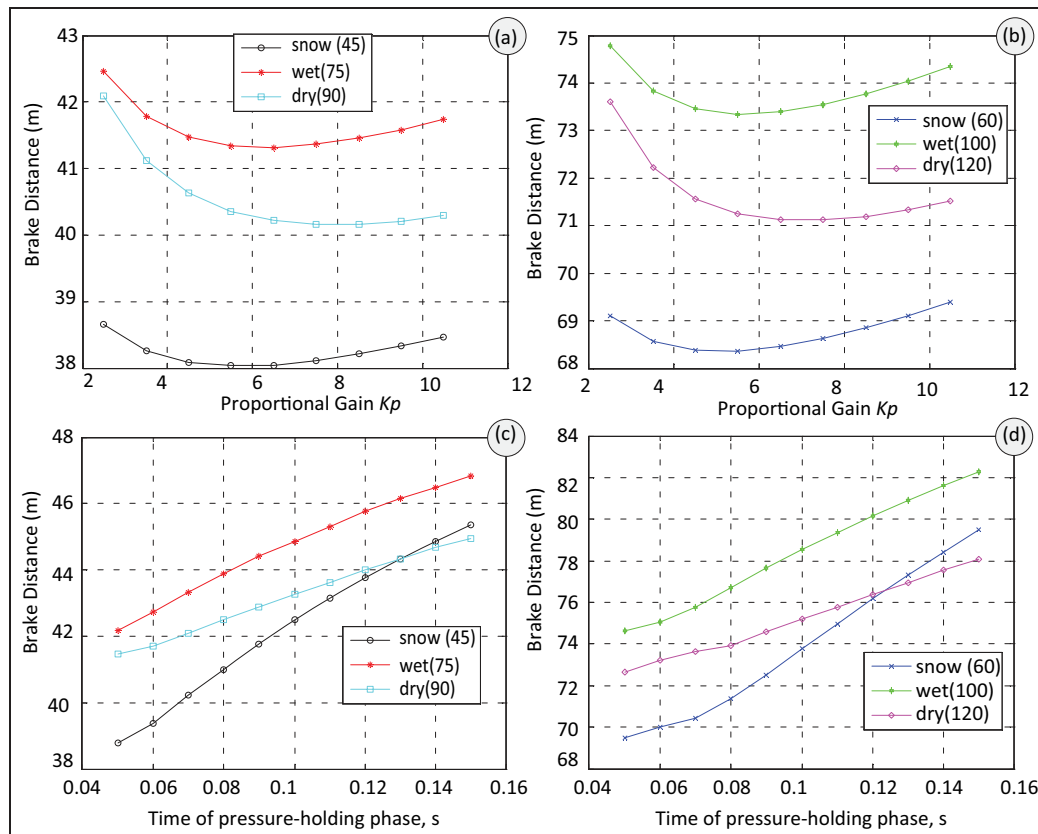 (a)
43
42
41
40
39
38
2
4
6
8
10
12
Brake Distance (m)
Proportional Gain Kp
snow (45)
wet(75)
dry(90)
(b)
75
74
73
72
71
70
69
68
2
4
6
8
10
12
Brake Distance (m)
Proportional Gain Kp
snow (60)
wet(100)
dry(120)
(c)
48
46
44
42
40
38
0.04
0.06
0.08
0.10
0.12
0.14
0.16
Brake Distance (m)
Time of pressure-holding phase, s
snow (45)
wet(75)
dry(90)
(d)
84
82
80
78
76
74
72
70
68
0.04
0.06
0.08
0.1
0.12
0.14
0.16
Brake Distance (m)
Time of pressure-holding phase, s
snow (60)
wet(100)
dry(120)